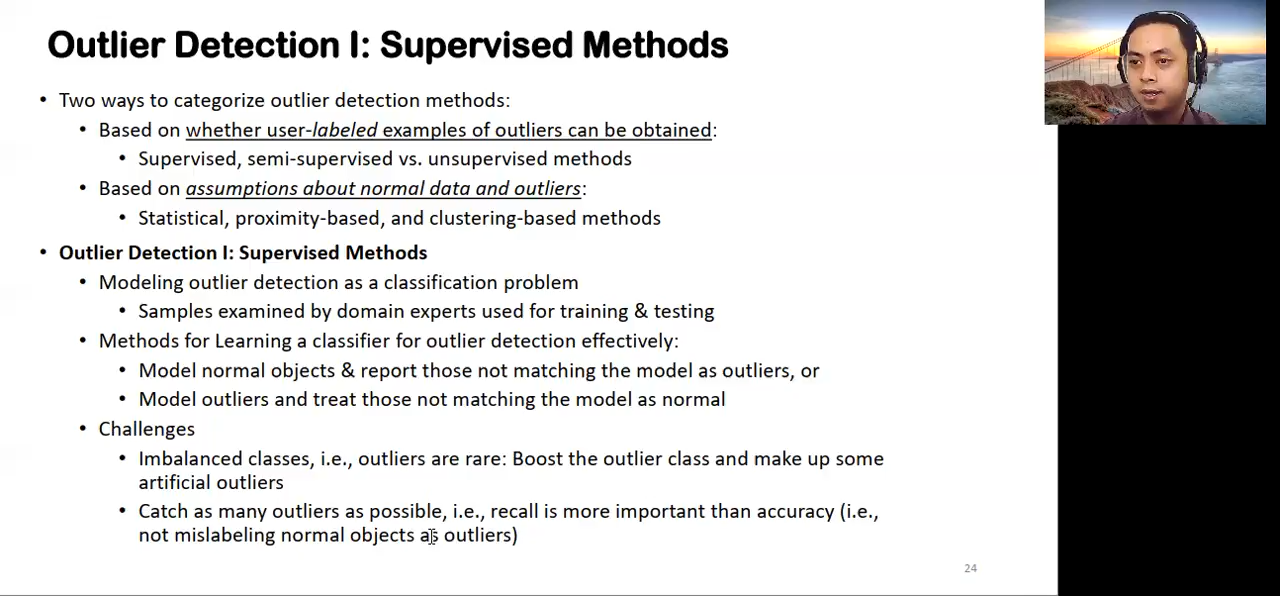 Outlier Detection I: Supervised Methods
• Two ways to categorize outlier detection methods:
• Based on whether user-labeled examples of outliers can be obtained:
• Supervised, semi-supervised vs. unsupervised methods
• Based on assumptions about normal data and outliers:
• Statistical, proximity-based, and clustering-based methods
• Outlier Detection I: Supervised Methods
• Modeling outlier detection as a classification problem
• Samples examined by domain experts used for training & testing
• Methods for Learning a classifier for outlier detection effectively:
• Model normal objects & report those not matching the model as outliers, or
• Model outliers and treat those not matching the model as normal
• Challenges
• Imbalanced classes, i.e., outliers are rare: Boost the outlier class and make up some
artificial outliers
• Catch as many outliers as possible, i.e., recall is more important than accuracy (i.e.,
not mislabeling normal objects as outliers)
24